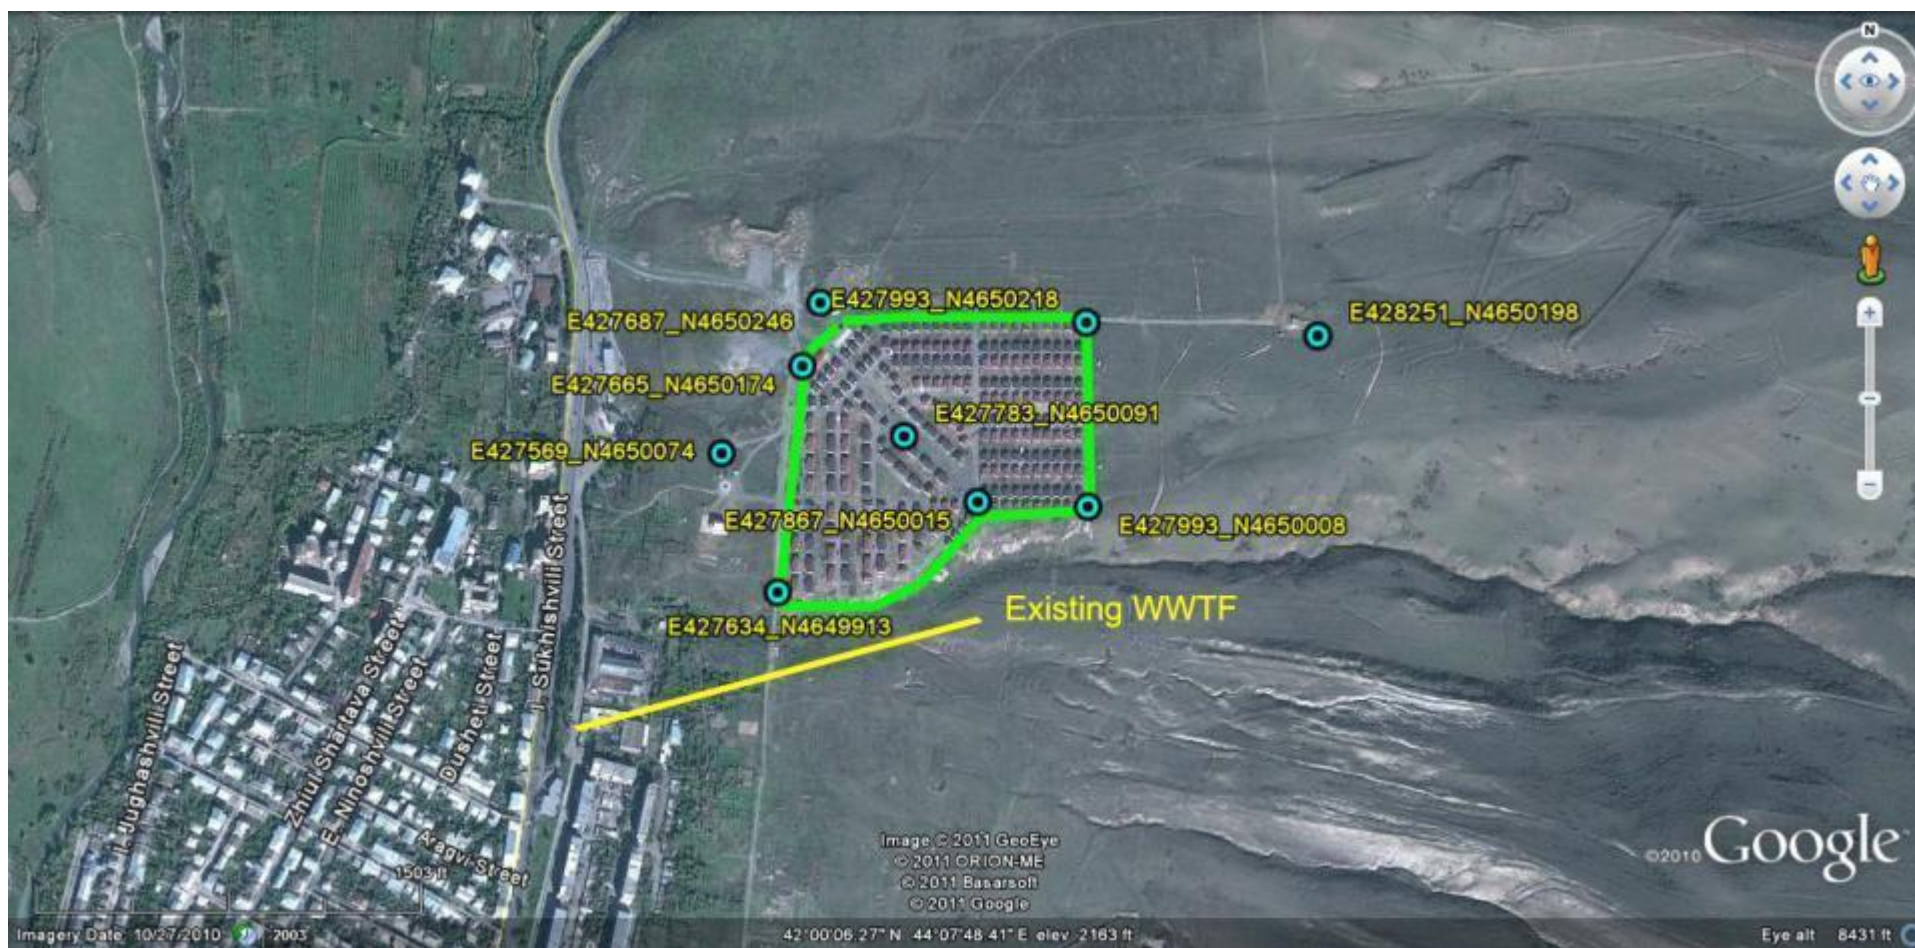 N
E427993_N4650218
E428251_N4650198
E427687_N4650246
E427665_N4650174
E427783_N4650091
E427569_N4650074
E427867_N4650015
E427993_N4650008
I. Sukhishvili Street
Existing WWTF
E427634_N4649913
I. Jughashvili Street
Zhiuli Shartava Street
E. Ninoshvili Street
Dusheti Street
Aragvi Street
1503 ft
Image © 2011 GeoEye
© 2011 ORION-ME
© 2011 Basarsoft
© 2011 Google
©2010 Google
Imagery Date: 10/27/2010 2003
42°00'06.27" N 44°07'48.41" E elev 2163 ft
Eye alt 8431 ft